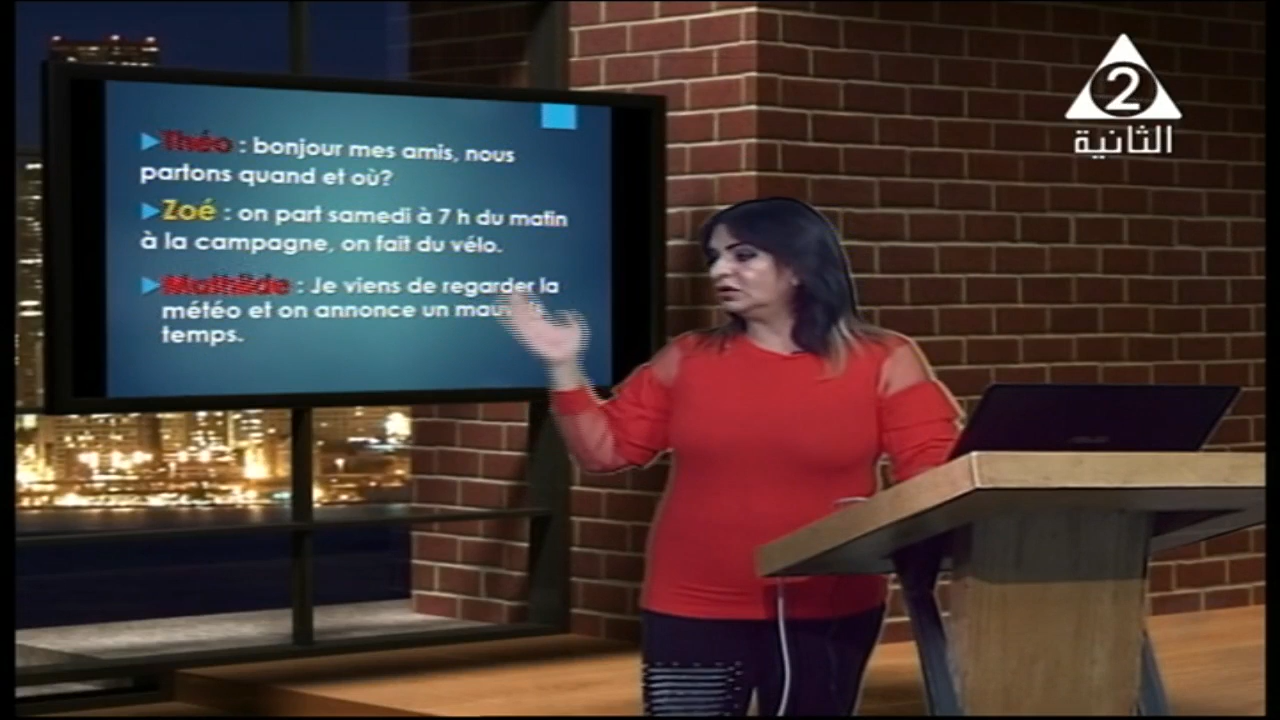 2
الثانية
Théo : bonjour mes amis, nous
partons quand et où?
Zoé : on part samedi à 7 h du matin
à la campagne, on fait du vélo.
Mathilde : Je viens de regarder la
météo et on annonce un mauvais
temps.